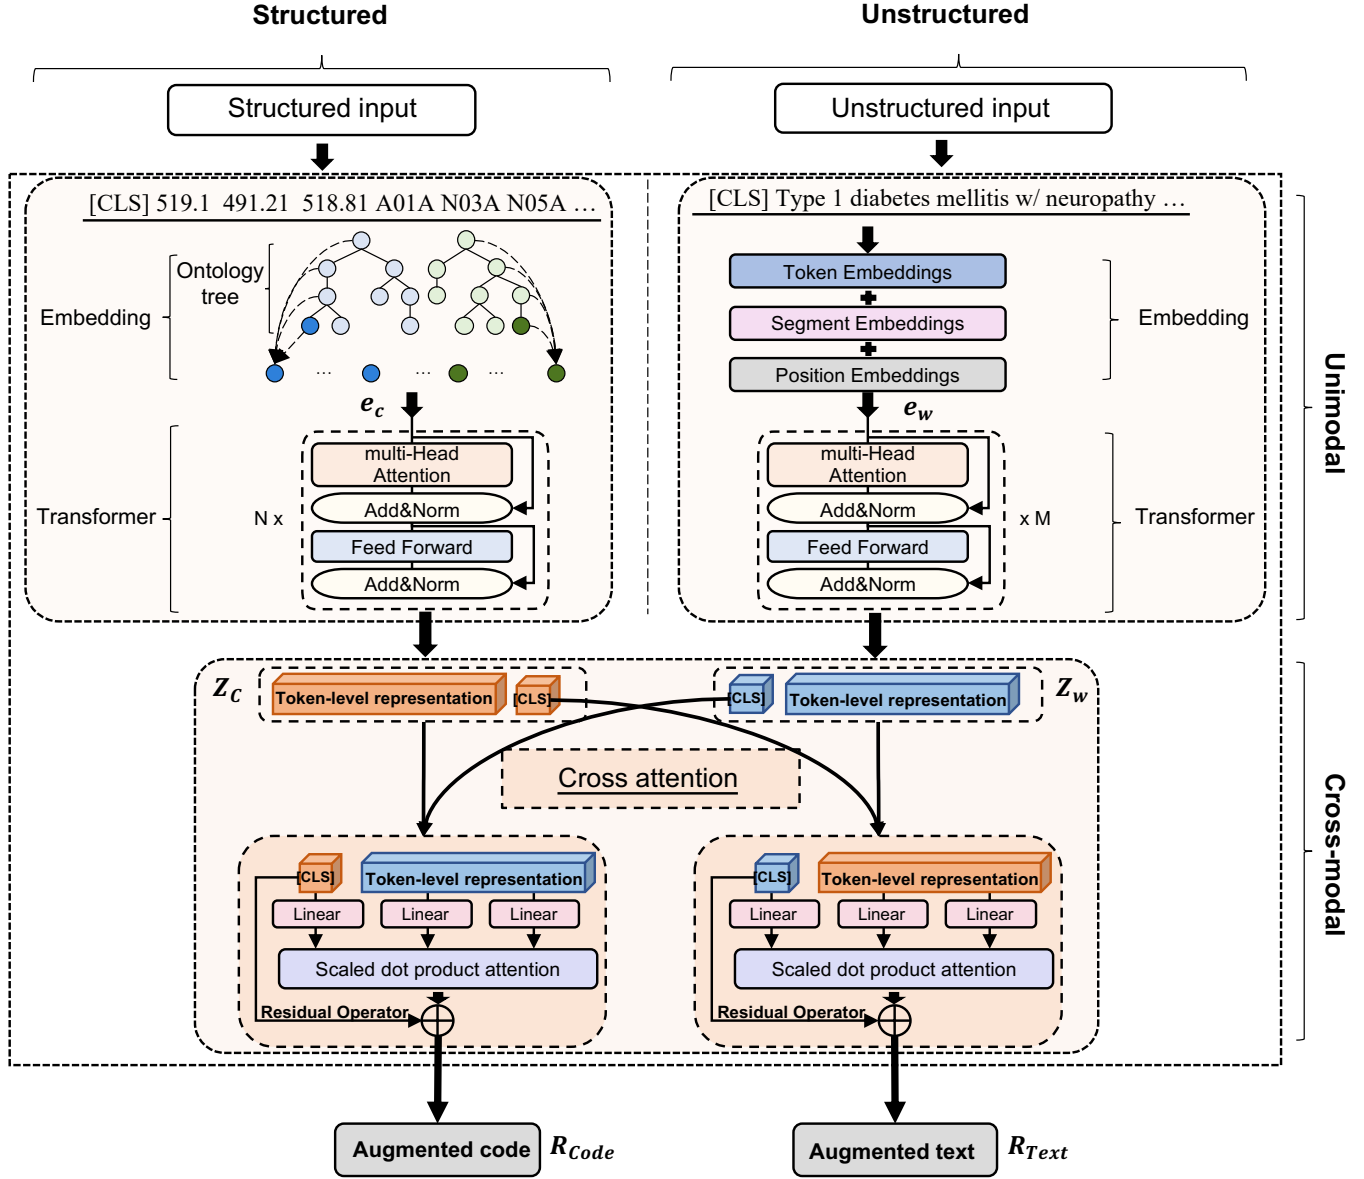 Structured
Unstructured
Structured input
Unstructured input
[CLS] 519.1 491.21 518.81 A01A N03A N05A …
Ontology
tree
Embedding
… … …
e_c
multi-Head
Attention
Add&Norm
Feed Forward
Add&Norm
N x
Transformer
[CLS] Type 1 diabetes mellitis w/ neuropathy …
Token Embeddings
Segment Embeddings
Position Embeddings
Embedding
e_w
multi-Head
Attention
Add&Norm
Feed Forward
Add&Norm
x M
Transformer
Unimodal
Z_C
Token-level representation
[CLS]
[CLS]
Token-level representation
Z_w
Cross attention
Cross-modal
[CLS]
Token-level representation
Linear
Linear
Linear
Scaled dot product attention
Residual Operator
[CLS]
Token-level representation
Linear
Linear
Linear
Scaled dot product attention
Residual Operator
Augmented code
R_Code
Augmented text
R_Text